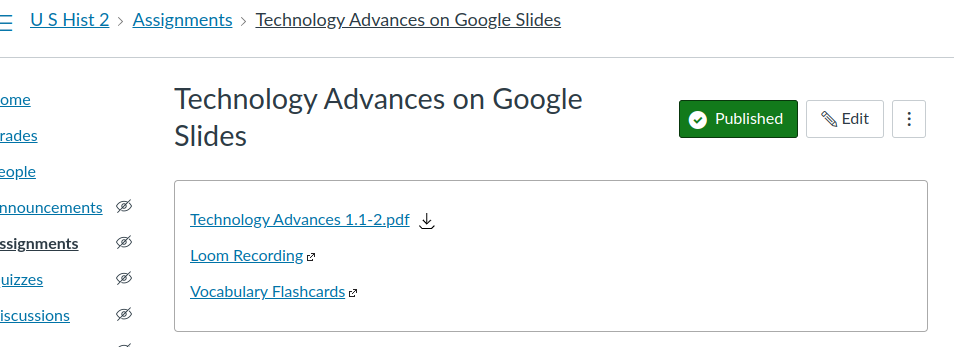 U S Hist 2 > Assignments > Technology Advances on Google Slides
ome
rades
eople
nnouncements
ssignments
uizzes
iscussions
Technology Advances on Google
Slides
Published
Edit
Technology Advances 1.1-2.pdf
Loom Recording
Vocabulary Flashcards